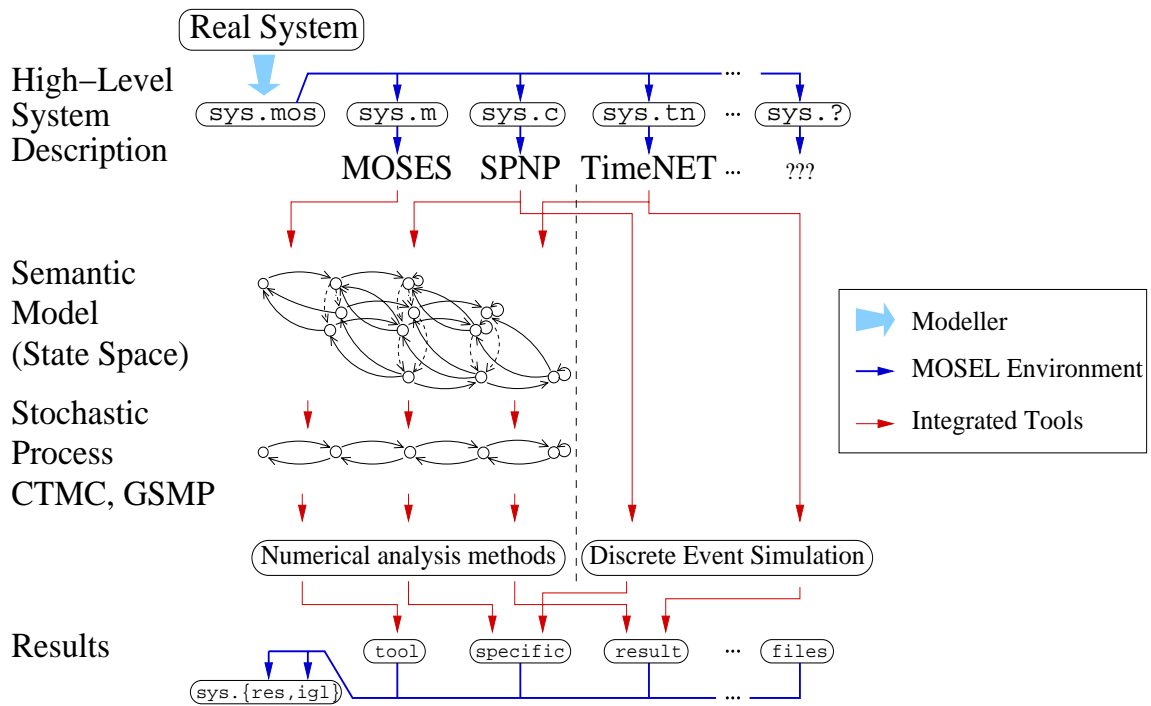 Real System
High–Level
System
Description
...
sys.mos
sys.m
sys.c
sys.tn
...
sys.?
MOSES
SPNP
TimeNET
...
???
Semantic
Model
(State Space)
Modeller
MOSEL Environment
Integrated Tools
Stochastic
Process
CTMC, GSMP
Numerical analysis methods
Discrete Event Simulation
Results
tool
specific
result
...
files
sys.{res,igl}
...